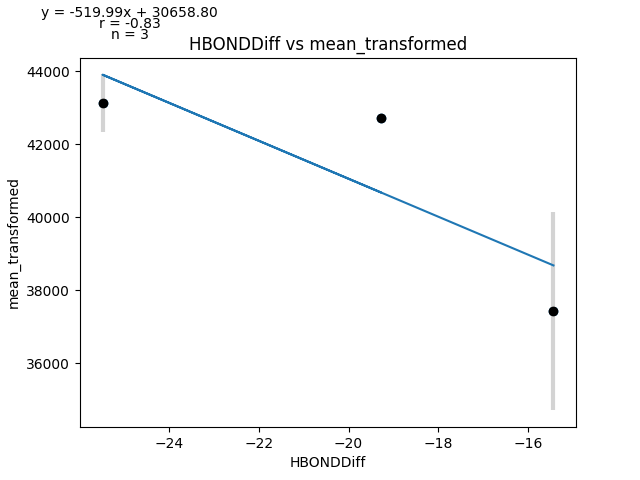 y = -519.99x + 30658.80
r = -0.83
n = 3
HBONDDiff vs mean_transformed
44000
42000
40000
38000
36000
mean_transformed
−24
−22
−20
−18
−16
HBONDDiff